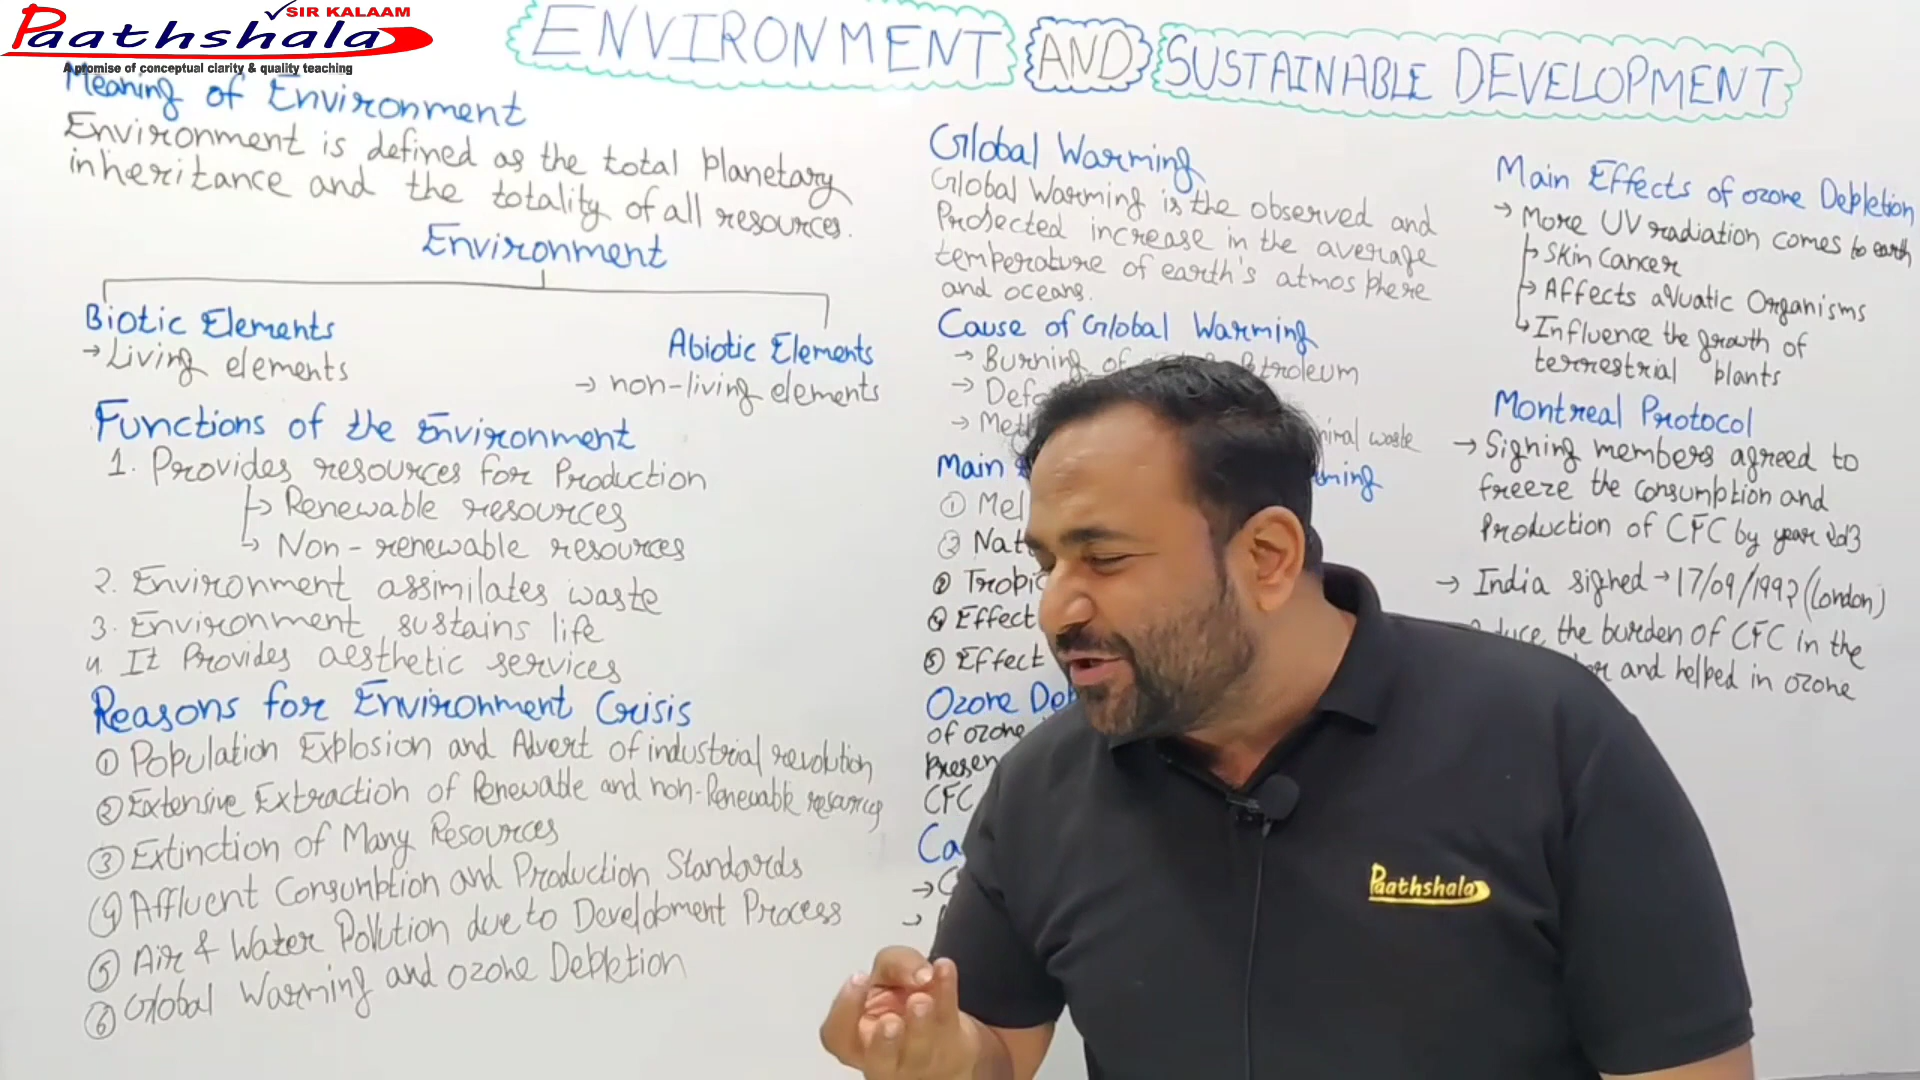 SIR KALAAM
Paathshala
A promise of conceptual clarity & quality teaching
ENVIRONMENT AND SUSTAINABLE DEVELOPMENT
Meaning of Environment
Environment is defined as the total Planetary
inheritance and the totality of all resources.
Environment
Biotic Elements
→ Living elements
Abiotic Elements
→ non-living elements
Functions of the Environment
1. Provides resources for Production
→ Renewable resources
→ Non-renewable resources
2. Environment assimilates waste
3. Environment sustains life
4. It Provides aesthetic services
Reasons for Environment Crisis
① Population Explosion and Advert of industrial revolution
② Extensive Extraction of Renewable and non-Renewable resources
③ Extinction of Many Resources
④ Affluent Consumption and Production Standards
⑤ Air & Water Pollution due to Development Process
⑥ Global Warming and Ozone Depletion
Global Warming
Global Warming is the observed and
Projected increase in the average
temperature of earth's atmosphere
and oceans.
Cause of Global Warming
→ Burning of
→
→ waste
Main
①
②
③
④ Effect
⑤ Effect
Ozone
of ozone
CFC
Main Effects of ozone Depletion
→ More UV radiation comes to earth
→ Skin Cancer
→ Affects aquatic Organisms
→ Influence the growth of
terrestrial plants
Montreal Protocol
→ Signing members agreed to
freeze the Consumption and
Production of CFC by year
→ India signed → 17/09/1992 (London)
the burden of CFC in the
and helped in ozone
Paathshala